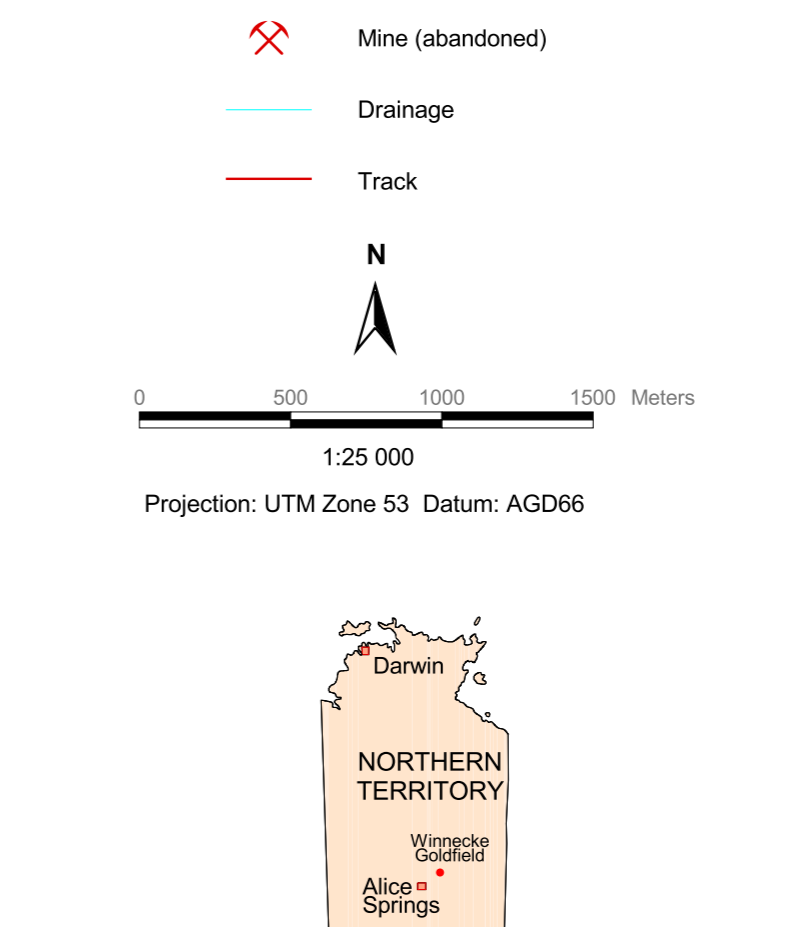 Mine (abandoned)
Drainage
Track
N
0 500 1000 1500 Meters
1:25 000
Projection: UTM Zone 53 Datum: AGD66
Darwin
NORTHERN
TERRITORY
Winnecke
Goldfield
Alice
Springs